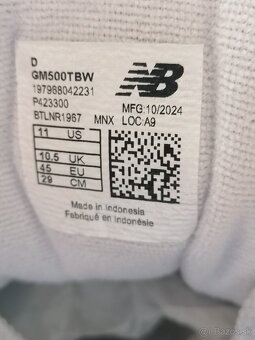 D
GM500TBW
197968042231
P423300
BTLNR1967 MNX
NB
MFG:10/2024
LOC:A9
11 US
10.5 UK
45 EU
29 CM
Made in Indonesia
Fabriqué en Indonésie